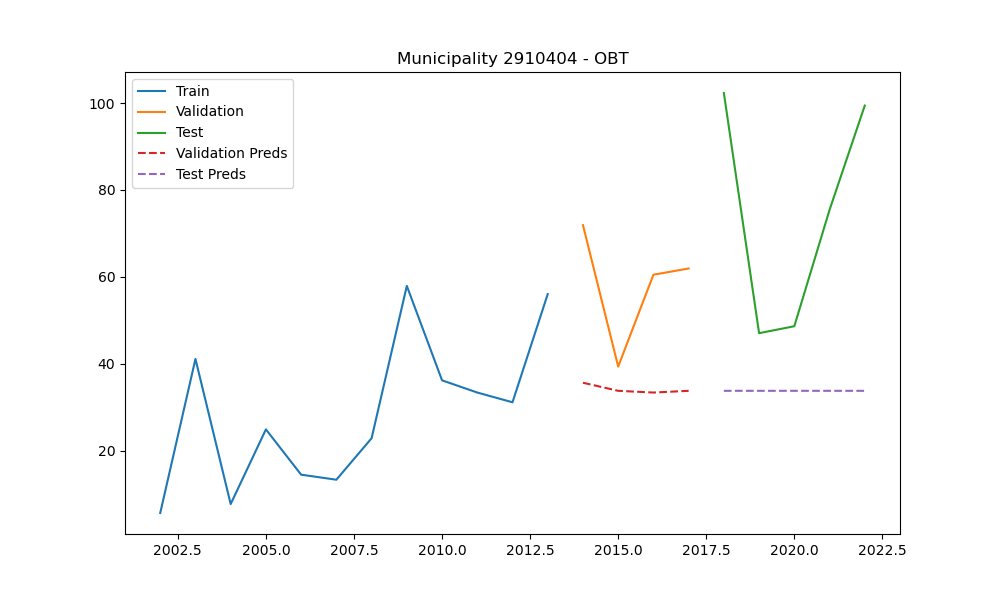 Municipality 2910404 - OBT
Train
Validation
Test
Validation Preds
Test Preds
100
80
60
40
20
2002.5 2005.0 2007.5 2010.0 2012.5 2015.0 2017.5 2020.0 2022.5